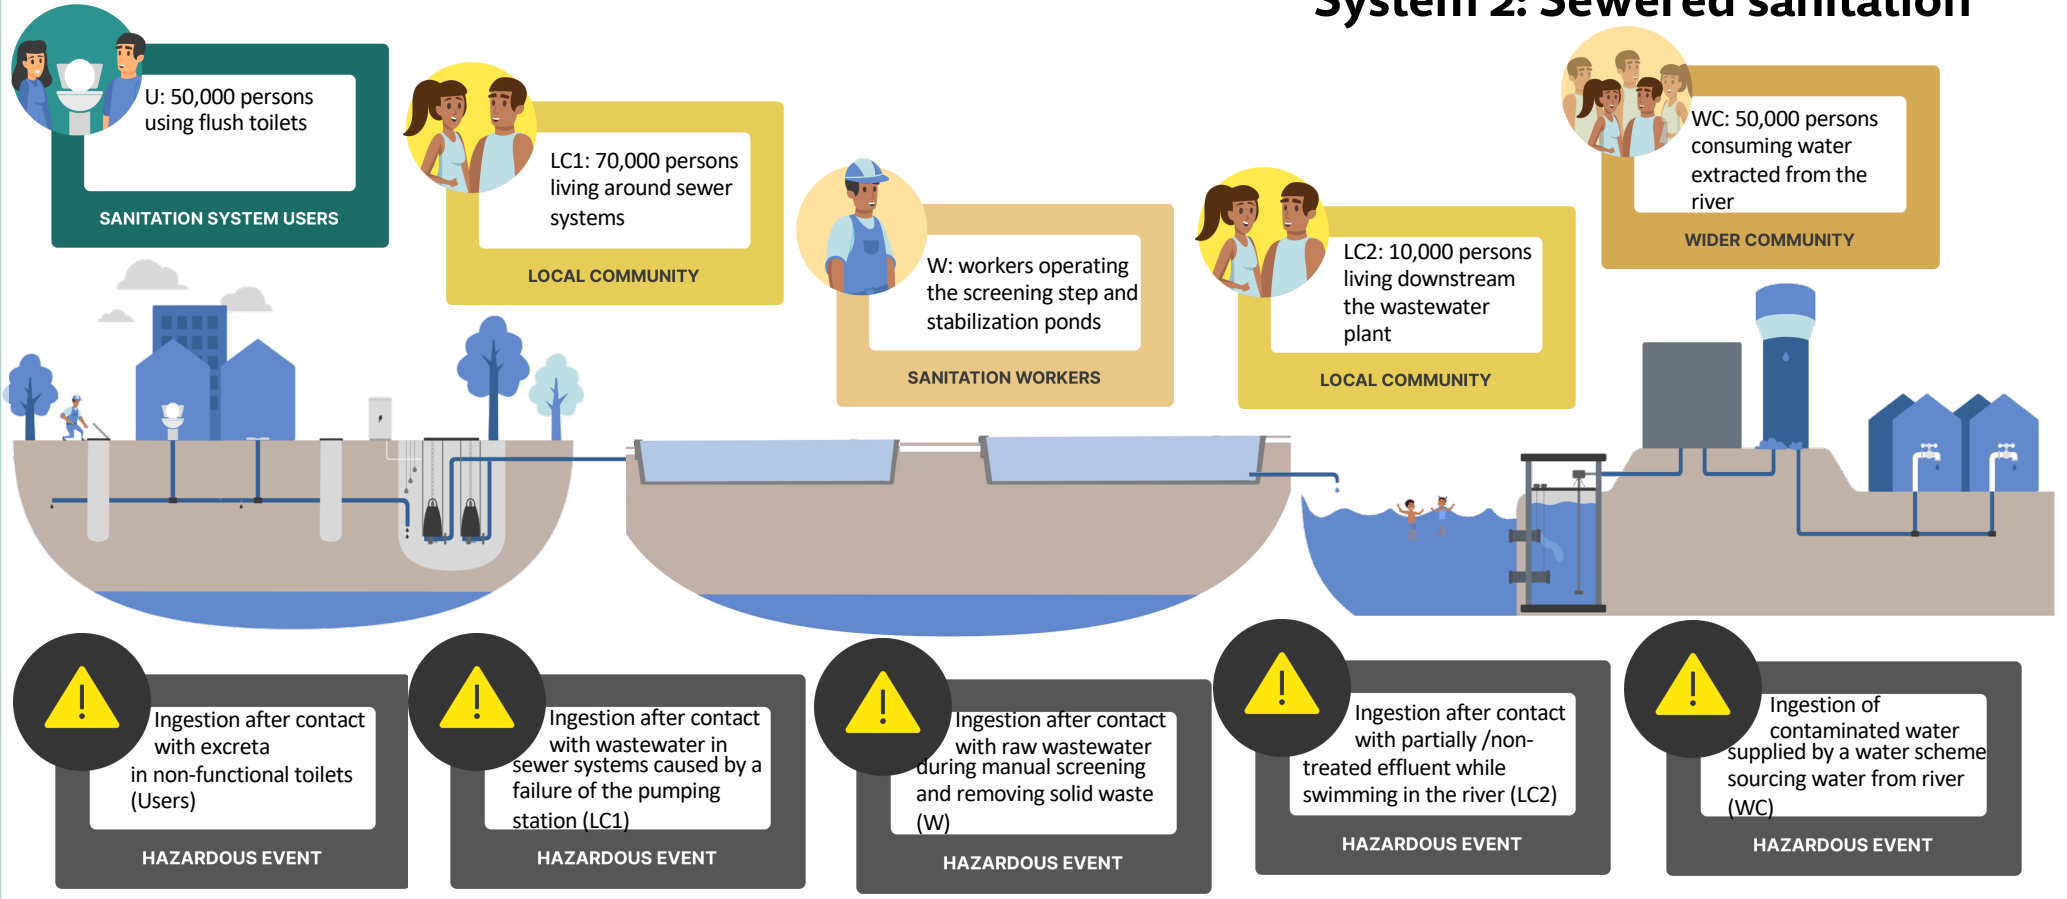 System 2: Sewered sanitation
U: 50,000 persons
using flush toilets
SANITATION SYSTEM USERS
LC1: 70,000 persons
living around sewer
systems
LOCAL COMMUNITY
W: workers operating
the screening step and
stabilization ponds
SANITATION WORKERS
LC2: 10,000 persons
living downstream
the wastewater
plant
LOCAL COMMUNITY
WC: 50,000 persons
consuming water
extracted from the
river
WIDER COMMUNITY
Ingestion after contact
with excreta
in non-functional toilets
(Users)
HAZARDOUS EVENT
Ingestion after contact
with wastewater in
sewer systems caused by a
failure of the pumping
station (LC1)
HAZARDOUS EVENT
Ingestion after contact
with raw wastewater
during manual screening
and removing solid waste
(W)
HAZARDOUS EVENT
Ingestion after contact
with partially /non-
treated effluent while
swimming in the river (LC2)
HAZARDOUS EVENT
Ingestion of
contaminated water
supplied by a water scheme
sourcing water from river
(WC)
HAZARDOUS EVENT